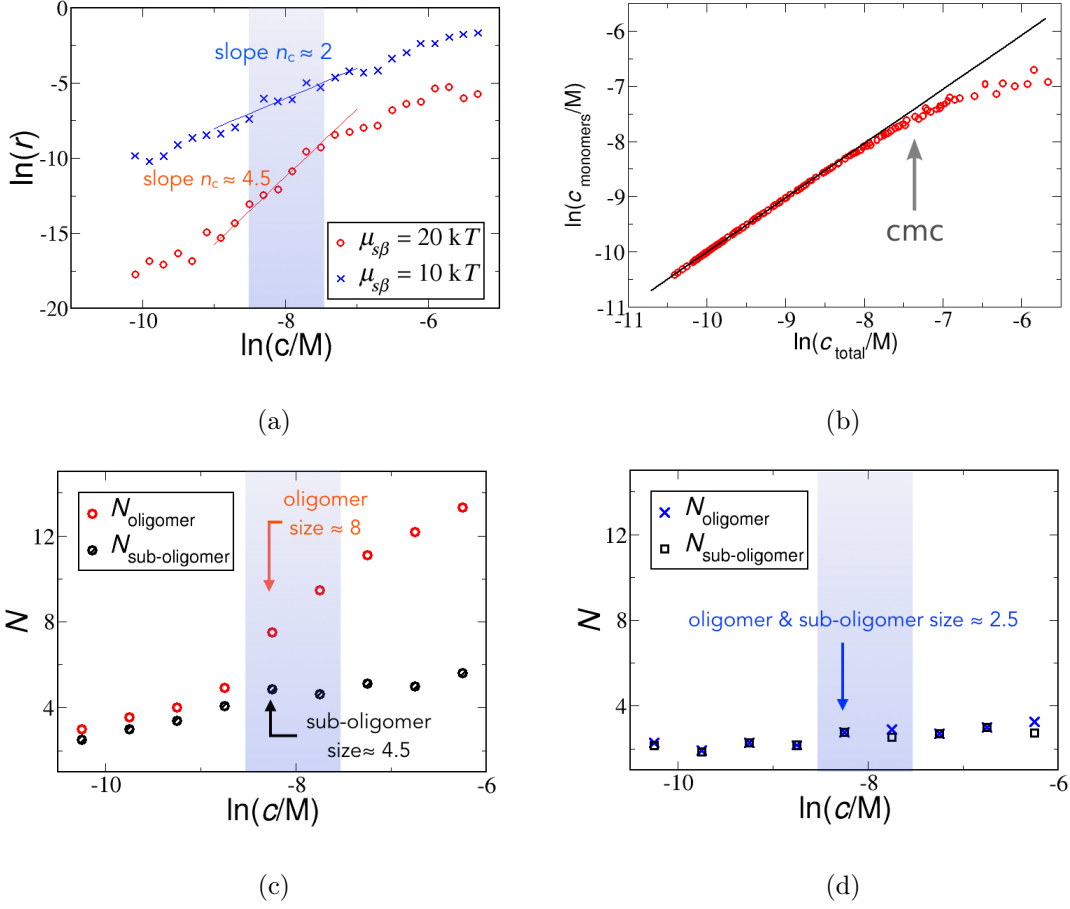 0
-5
-10
-15
-20
ln(r)
slope n_c ≈ 2
slope n_c ≈ 4.5
μ_sβ = 20 kT
μ_sβ = 10 kT
-10 -8 -6
ln(c/M)
(a)
-6
-7
-8
-9
-10
-11
ln(c_monomers/M)
cmc
-11 -10 -9 -8 -7 -6
ln(c_total/M)
(b)
12
8
4
N
N_oligomer
N_sub-oligomer
oligomer
size ≈ 8
sub-oligomer
size≈ 4.5
-10 -8 -6
ln(c/M)
(c)
12
8
4
N
N_oligomer
N_sub-oligomer
oligomer & sub-oligomer size ≈ 2.5
-10 -8 -6
ln(c/M)
(d)